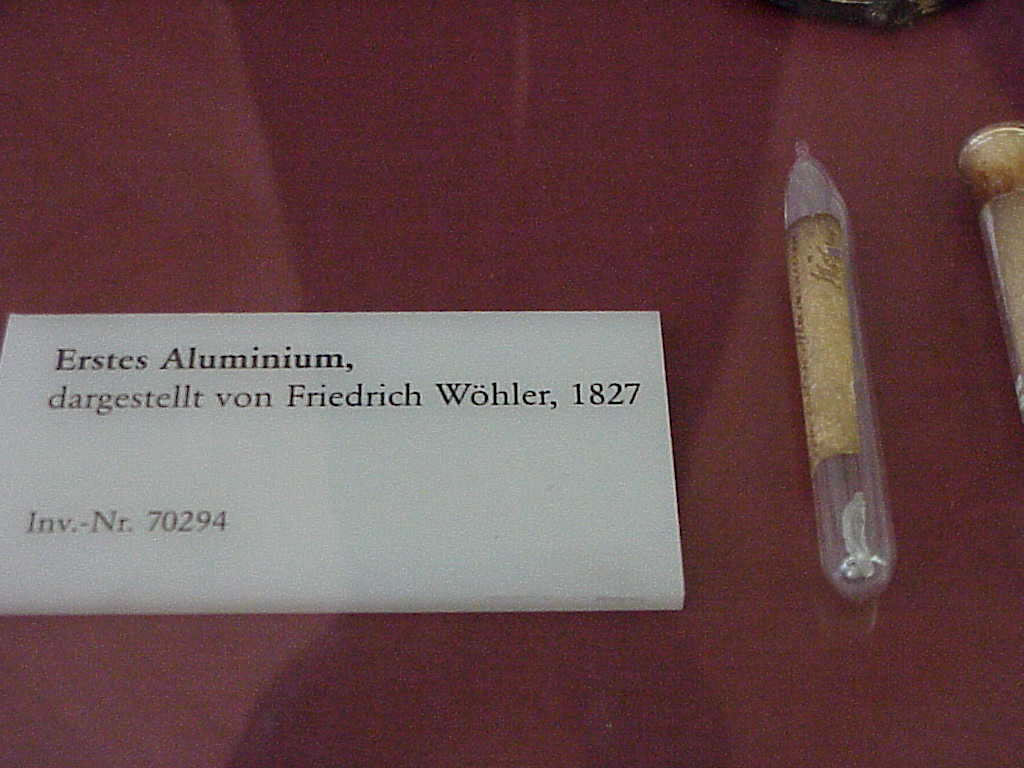 Erstes Aluminium,
dargestellt von Friedrich Wöhler, 1827
Inv.-Nr. 70294